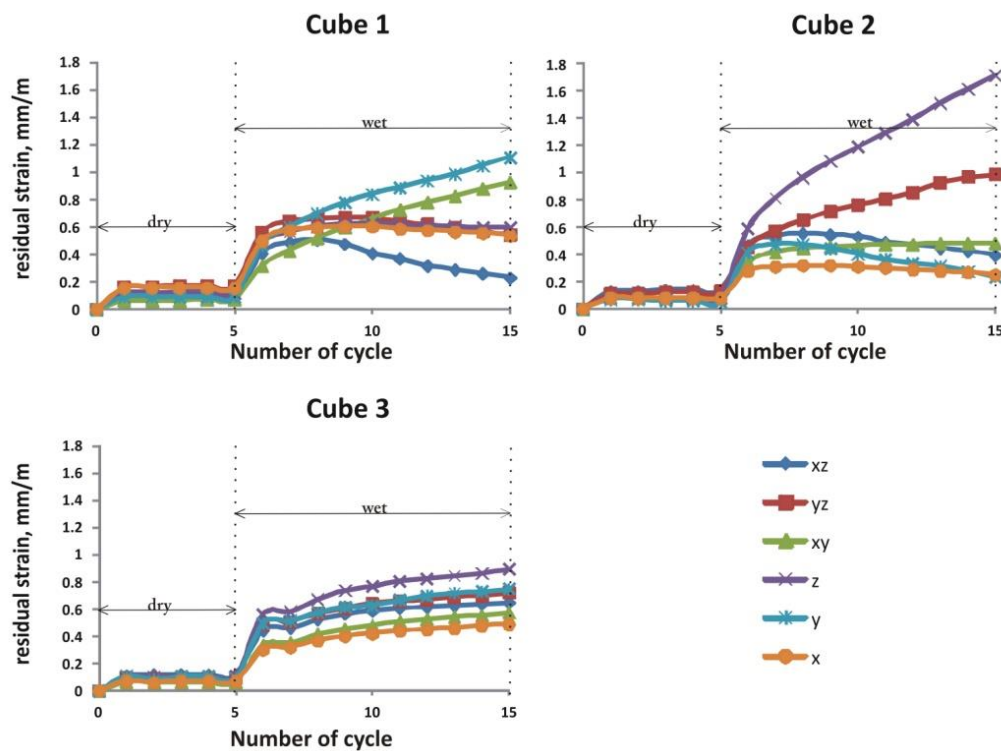 Cube 1
residual strain, mm/m
1.8
1.6
1.4
1.2
1
0.8
0.6
0.4
0.2
0
dry
wet
0 5 10 15
Number of cycle
Cube 2
1.8
1.6
1.4
1.2
1
0.8
0.6
0.4
0.2
0
dry
wet
0 5 10 15
Number of cycle
Cube 3
residual strain, mm/m
1.8
1.6
1.4
1.2
1
0.8
0.6
0.4
0.2
0
dry
wet
0 5 10 15
Number of cycle
xz
yz
xy
z
y
x